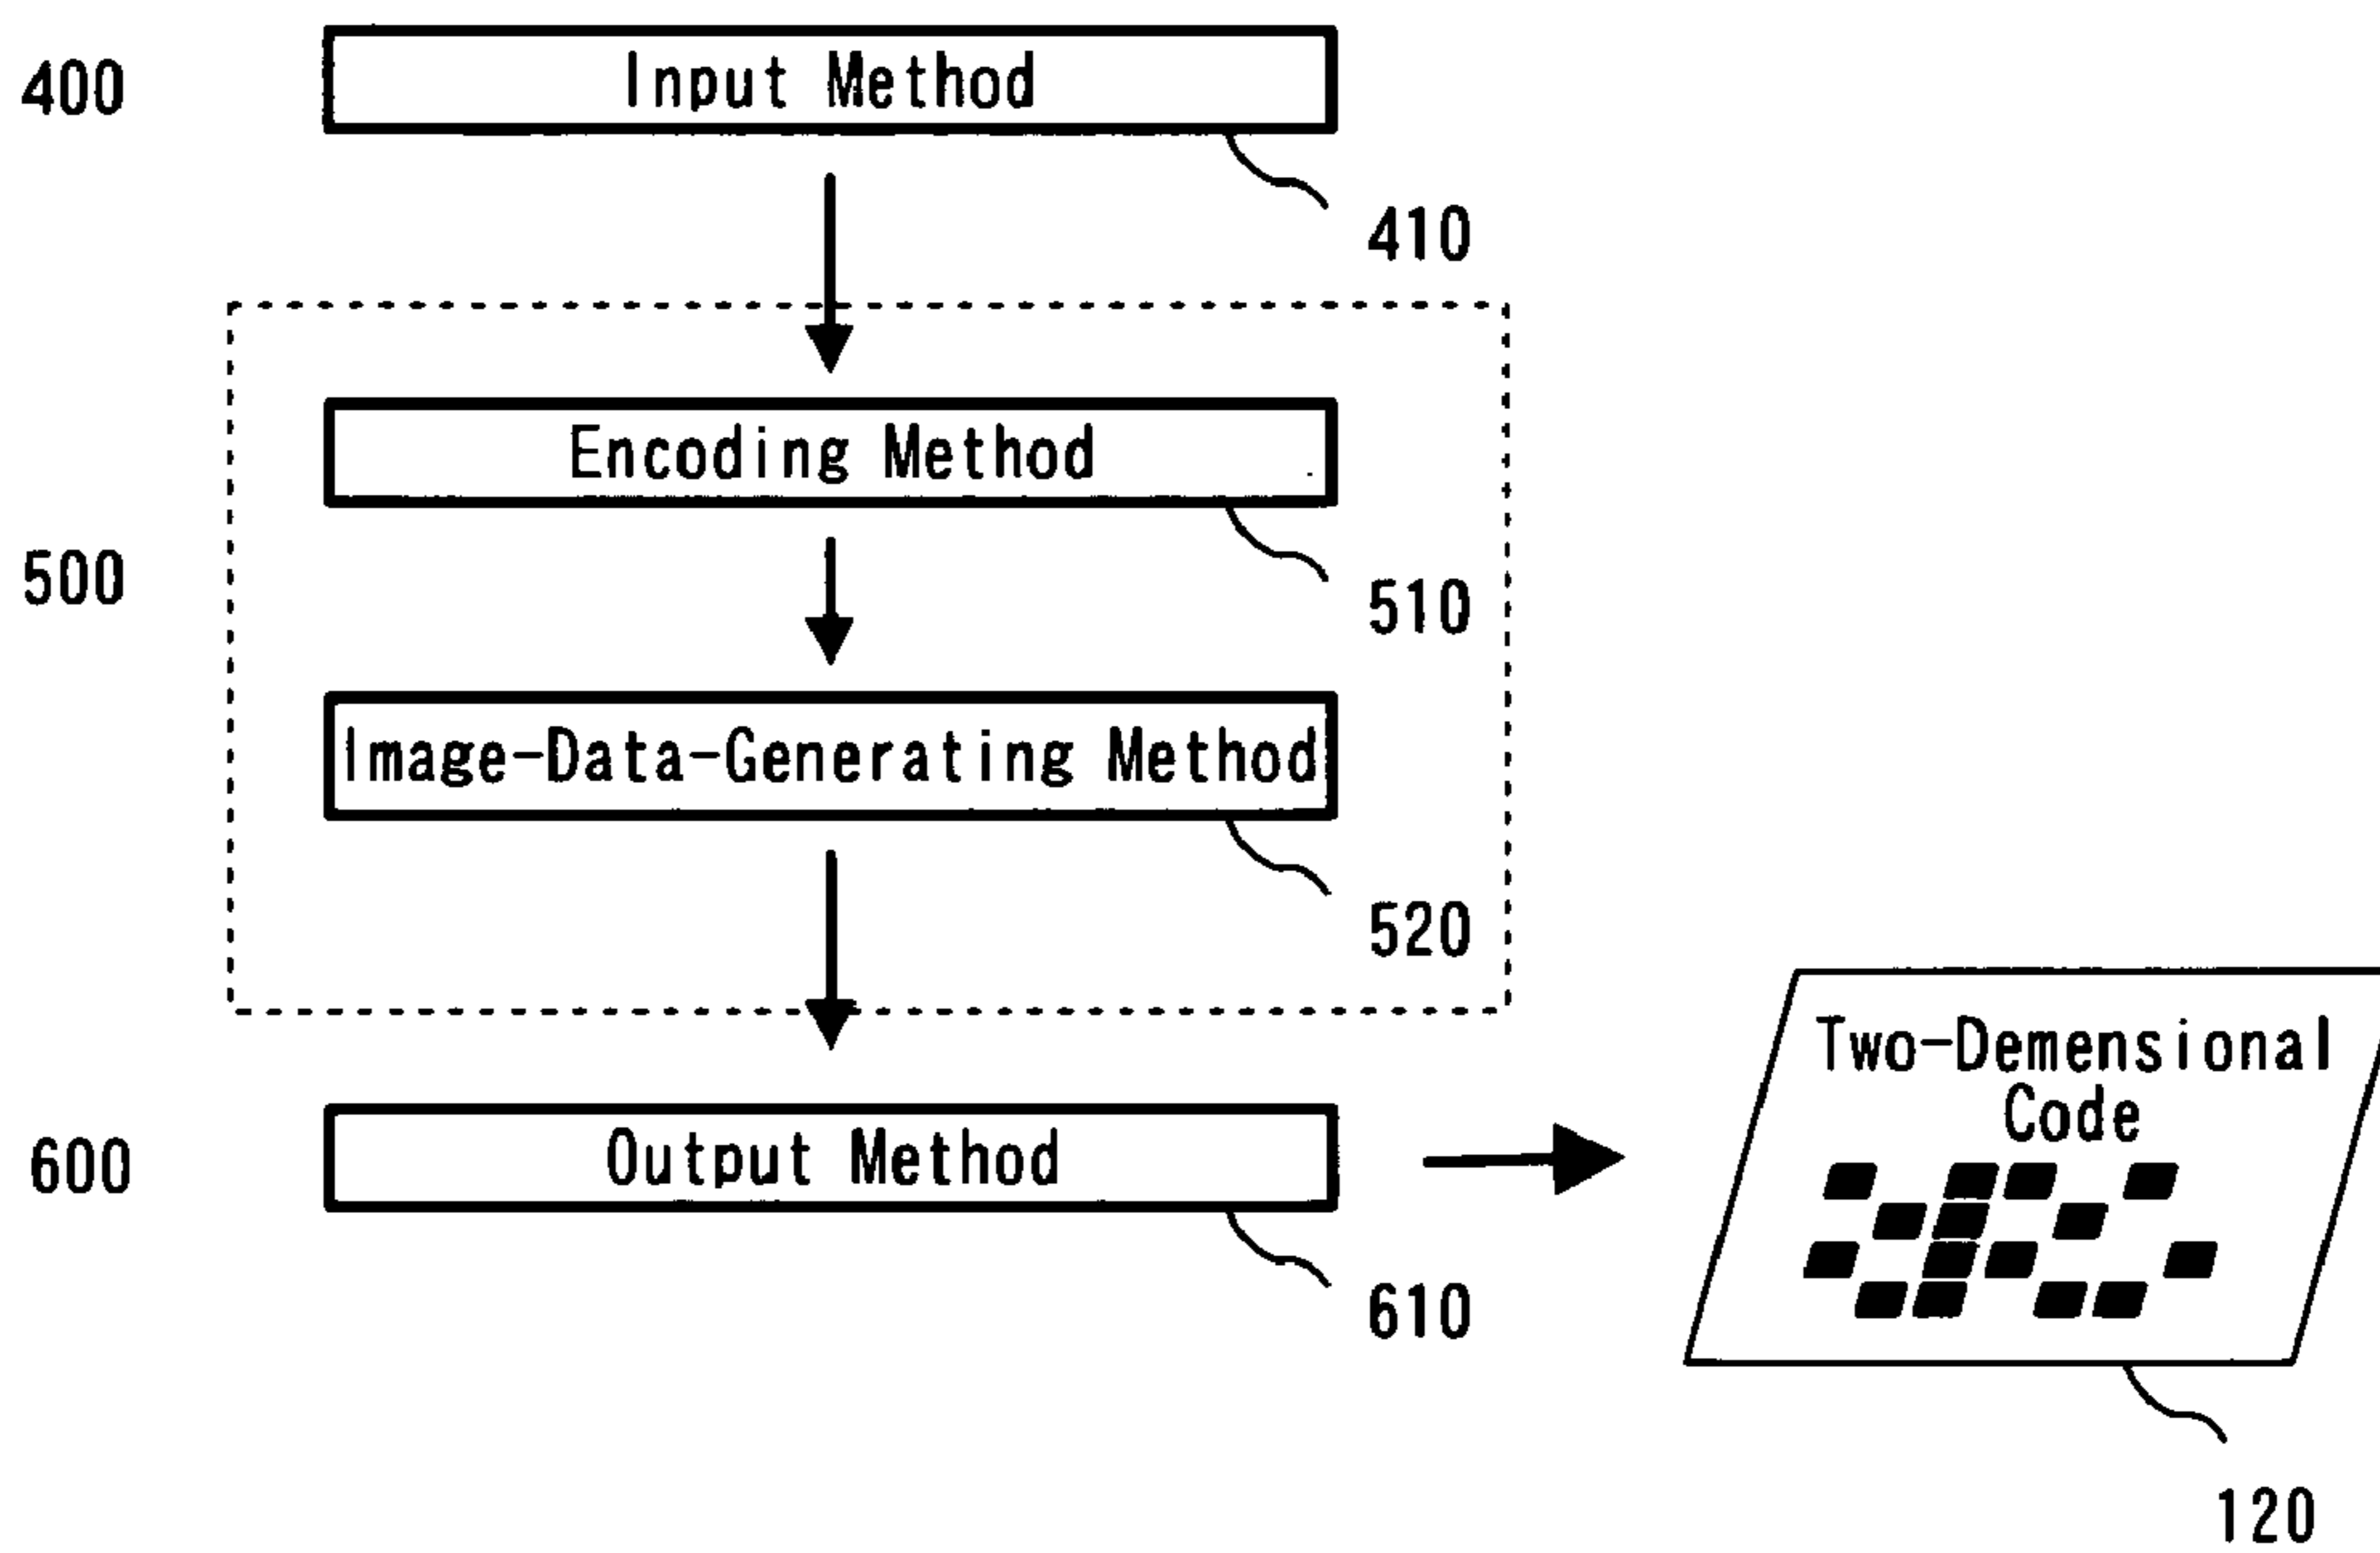 400
Input Method
410
Encoding Method
500
510
Image-Data-Generating Method
520
Two-Demensional
Code
600
Output Method
610
120